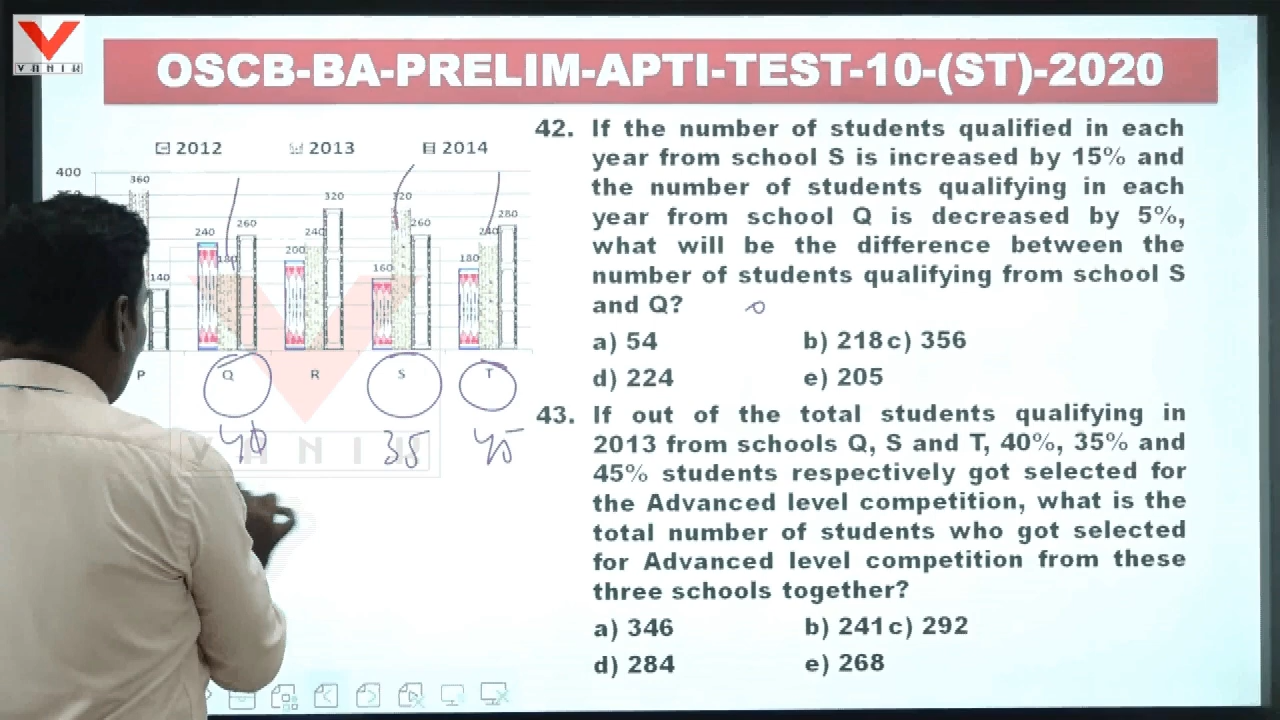 VANIK
OSCB-BA-PRELIM-APTI-TEST-10-(ST)-2020
2012 2013 2014
400
360
140
240
180
260
200
240
320
160
320
260
180
240
280
P Q R S T
40 35 45
VANIK
42. If the number of students qualified in each
year from school S is increased by 15% and
the number of students qualifying in each
year from school Q is decreased by 5%,
what will be the difference between the
number of students qualifying from school S
and Q?
a) 54 b) 218 c) 356
d) 224 e) 205
43. If out of the total students qualifying in
2013 from schools Q, S and T, 40%, 35% and
45% students respectively got selected for
the Advanced level competition, what is the
total number of students who got selected
for Advanced level competition from these
three schools together?
a) 346 b) 241 c) 292
d) 284 e) 268